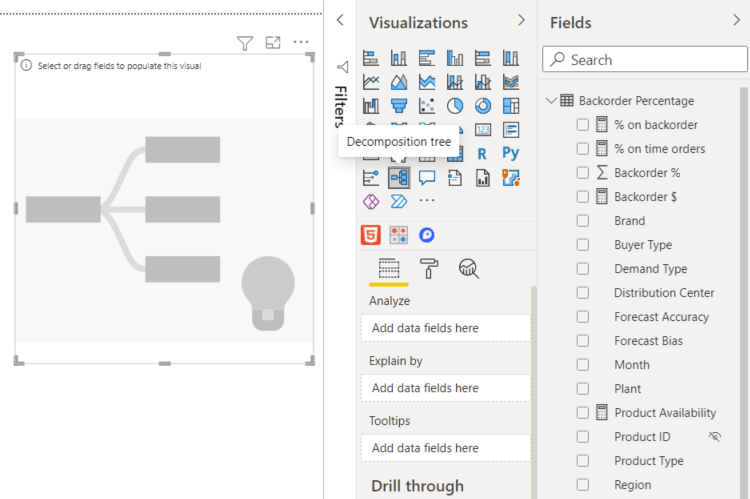 Select or drag fields to populate this visual
Filters
Visualizations
Decomposition tree
123
R
Py
5
Analyze
Add data fields here
Explain by
Add data fields here
Tooltips
Add data fields here
Drill through
Fields
Search
Backorder Percentage
% on backorder
% on time orders
Backorder %
Backorder $
Brand
Buyer Type
Demand Type
Distribution Center
Forecast Accuracy
Forecast Bias
Month
Plant
Product Availability
Product ID
Product Type
Region